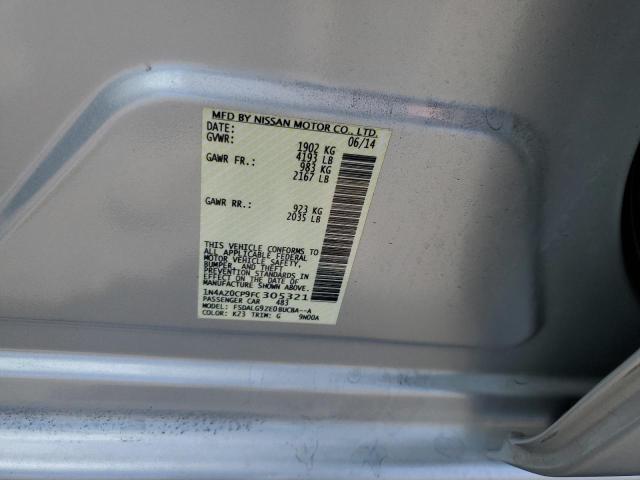 MFD BY NISSAN MOTOR CO., LTD.
DATE: 06/14
GVWR: 1902 KG
4193 LB
GAWR FR.: 983 KG
2167 LB
GAWR RR.: 923 KG
2035 LB
THIS VEHICLE CONFORMS TO
ALL APPLICABLE FEDERAL
MOTOR VEHICLE SAFETY,
BUMPER, AND THEFT
PREVENTION STANDARDS IN
EFFECT ON THE DATE OF
MANUFACTURE SHOWN ABOVE.
1N4AZ0CP9FC305321
PASSENGER CAR 483
MODEL: FSDALG9ZE0BUCBA--A
COLOR: K23 TRIM: G 9N00A